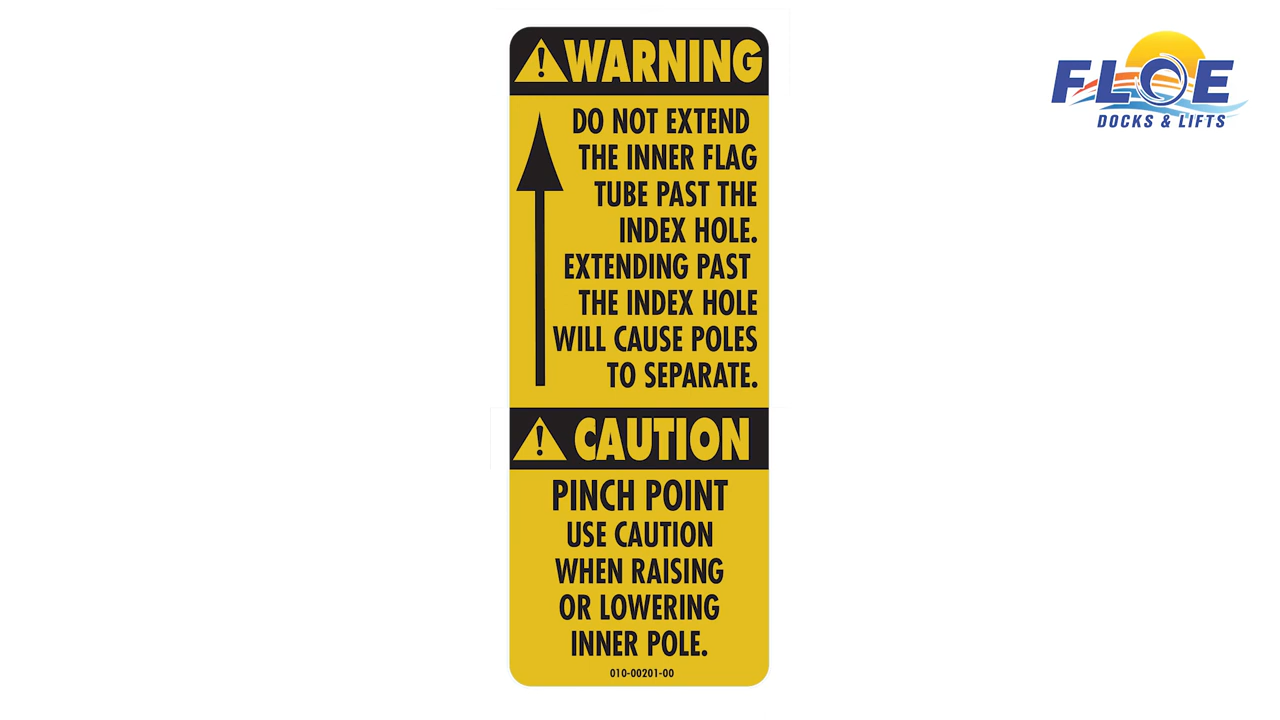 WARNING
DO NOT EXTEND
THE INNER FLAG
TUBE PAST THE
INDEX HOLE.
EXTENDING PAST
THE INDEX HOLE
WILL CAUSE POLES
TO SEPARATE.
CAUTION
PINCH POINT
USE CAUTION
WHEN RAISING
OR LOWERING
INNER POLE.
010-00201-00
FLOE
DOCKS & LIFTS